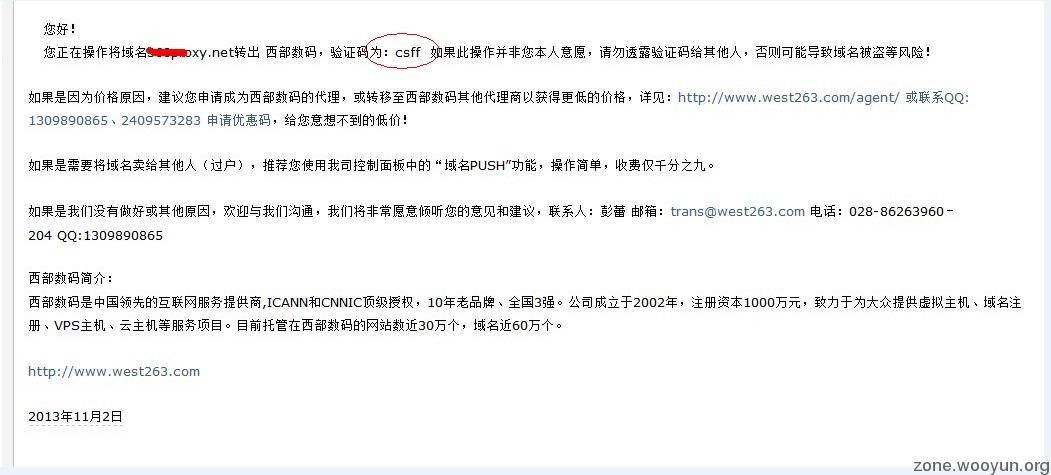 您好！
您正在操作将域名oxy.net转出 西部数码，验证码为：csff 如果此操作并非您本人意愿，请勿透露验证码给其他人，否则可能导致域名被盗等风险！
如果是因为价格原因，建议您申请成为西部数码的代理，或转移至西部数码其他代理商以获得更低的价格，详见：http://www.west263.com/agent/ 或联系QQ:
1309890865、2409573283 申请优惠码，给您意想不到的低价！
如果是需要将域名卖给其他人（过户），推荐您使用我司控制面板中的“域名PUSH”功能，操作简单，收费仅千分之九。
如果是我们没有做好或其他原因，欢迎与我们沟通，我们将非常愿意倾听您的意见和建议，联系人：彭蕾 邮箱：trans@west263.com 电话：028-86263960－
204 QQ:1309890865
西部数码简介：
西部数码是中国领先的互联网服务提供商,ICANN和CNNIC顶级授权，10年老品牌、全国3强。公司成立于2002年，注册资本1000万元，致力于为大众提供虚拟主机、域名注
册、VPS主机、云主机等服务项目。目前托管在西部数码的网站数近30万个，域名近60万个。
http://www.west263.com
2013年11月2日
zone.wooyun.org